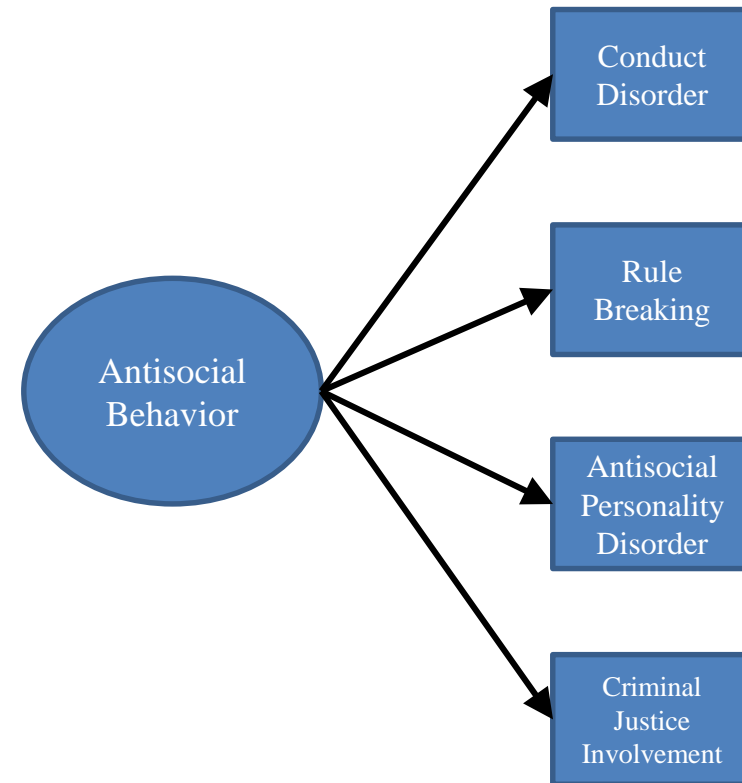 Conduct
Disorder
Rule
Breaking
Antisocial
Behavior
Antisocial
Personality
Disorder
Criminal
Justice
Involvement